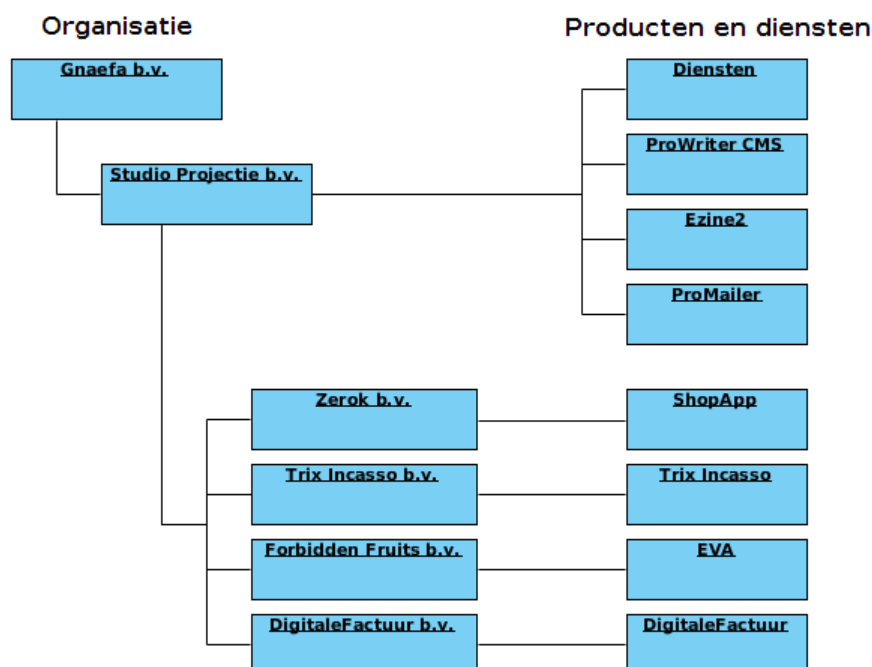 Organisatie
Producten en diensten
Gnaefa b.v.
Diensten
ProWriter CMS
Studio Projectie b.v.
Ezine2
ProMailer
Zerok b.v.
ShopApp
Trix Incasso b.v.
Trix Incasso
Forbidden Fruits b.v.
EVA
DigitaleFactuur b.v.
DigitaleFactuur